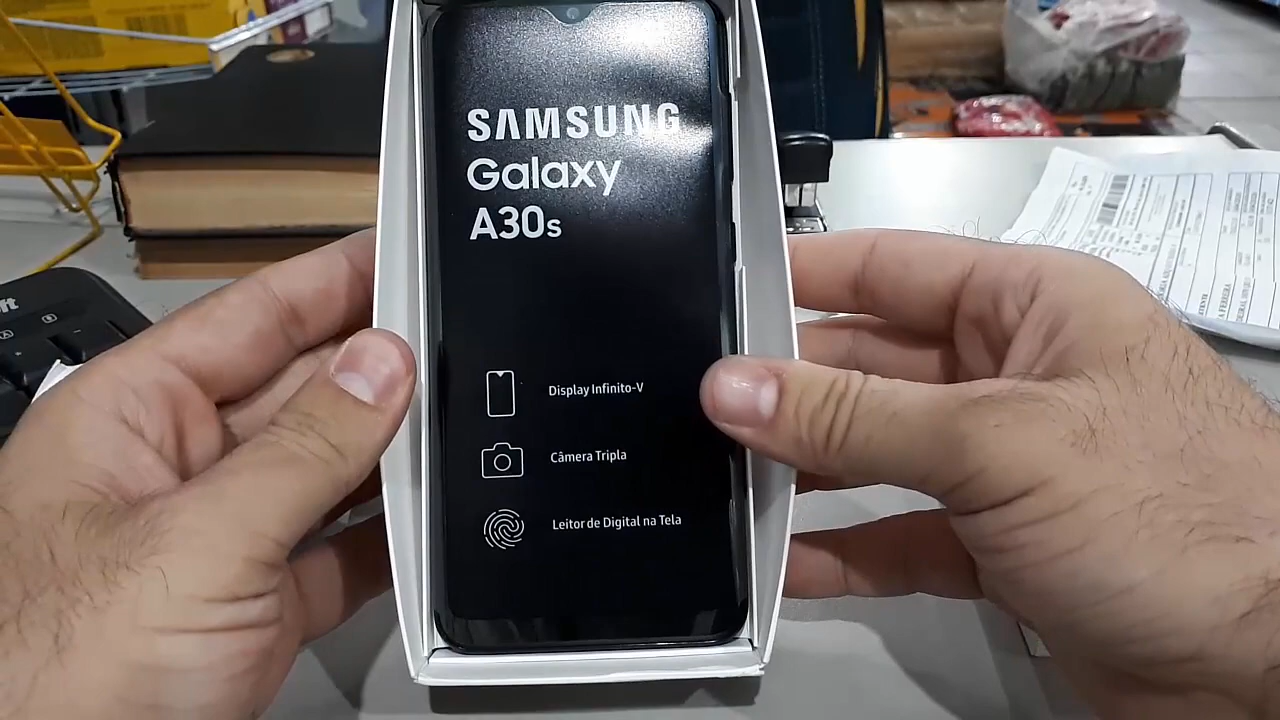 SAMSUNG
Galaxy
A30s
Display Infinito-V
Câmera Tripla
Leitor de Digital na Tela